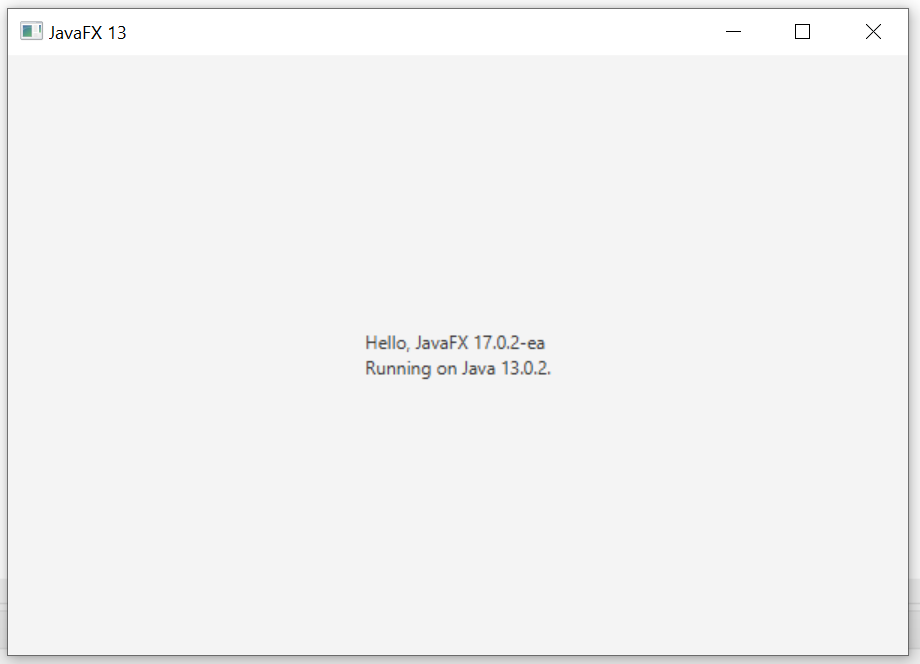 JavaFX 13
Hello, JavaFX 17.0.2-ea
Running on Java 13.0.2.